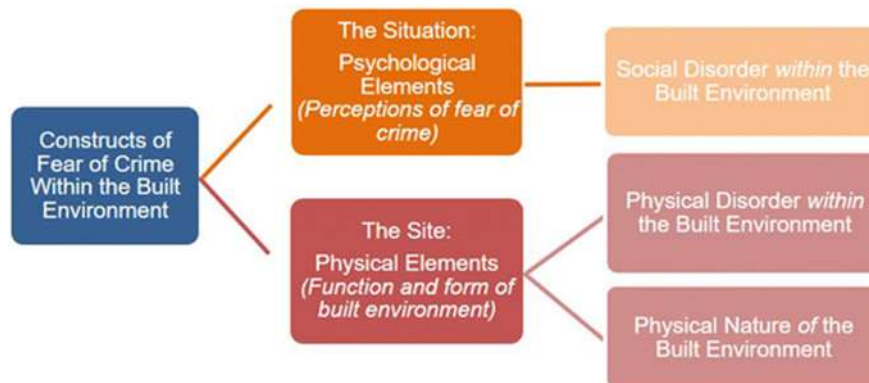 The Situation:
Psychological
Elements
(Perceptions of fear of
crime)
Social Disorder within the
Built Environment
Constructs of
Fear of Crime
Within the Built
Environment
The Site:
Physical Elements
(Function and form of
built environment)
Physical Disorder within
the Built Environment
Physical Nature of the
Built Environment